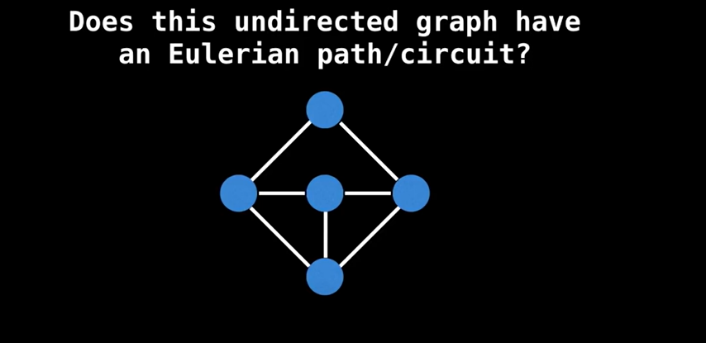 Does this undirected graph have
an Eulerian path/circuit?